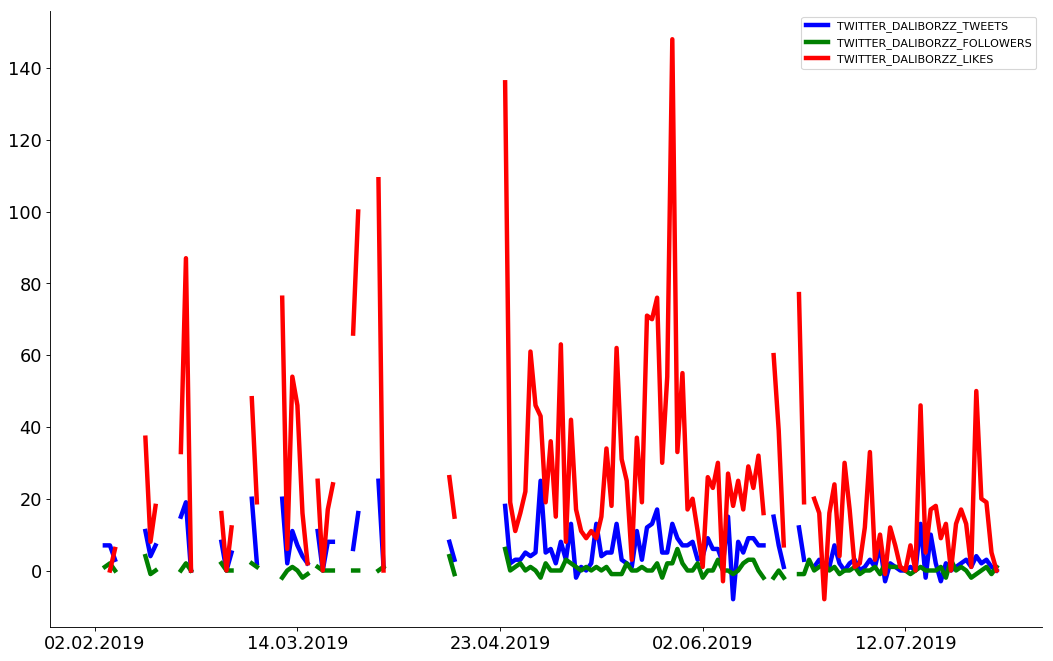 TWITTER_DALIBORZZ_TWEETS
TWITTER_DALIBORZZ_FOLLOWERS
TWITTER_DALIBORZZ_LIKES
140
120
100
80
60
40
20
0
02.02.2019 14.03.2019 23.04.2019 02.06.2019 12.07.2019